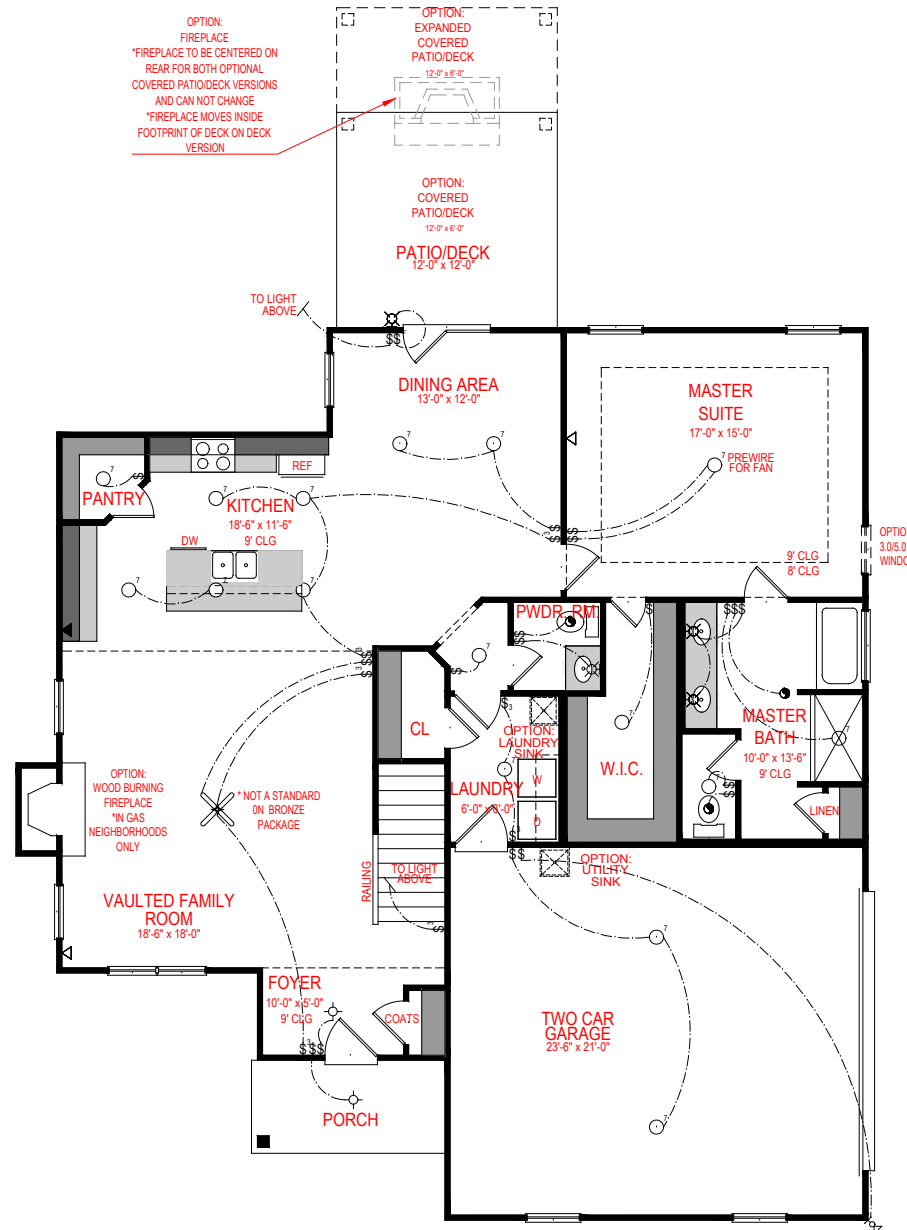 OPTION:
FIREPLACE
*FIREPLACE TO BE CENTERED ON
REAR FOR BOTH OPTIONAL
COVERED PATIO/DECK VERSIONS
AND CAN NOT CHANGE
*FIREPLACE MOVES INSIDE
FOOTPRINT OF DECK ON DECK
VERSION
OPTION:
EXPANDED
COVERED
PATIO/DECK
12'-0" x 6'-0"
OPTION:
COVERED
PATIO/DECK
12'-0" x 6'-0"
PATIO/DECK
12'-0" x 12'-0"
TO LIGHT
ABOVE
DINING AREA
13'-0" x 12'-0"
MASTER
SUITE
17'-0" x 15'-0"
PREWIRE
FOR FAN
REF
PANTRY
KITCHEN
18'-6" x 11'-6"
9' CLG
DW
9' CLG
8' CLG
OPTIO
3.0/5.0
WINDO
PWDR. RM.
CL
OPTION:
LAUNDRY
SINK
W
D
LAUNDRY
6'-0" x 8'-0"
W.I.C.
MASTER
BATH
10'-0" x 13'-6"
9' CLG
LINEN
OPTION:
WOOD BURNING
FIREPLACE
*IN GAS
NEIGHBORHOODS
ONLY
* NOT A STANDARD
ON BRONZE
PACKAGE
RAILING
TO LIGHT
ABOVE
OPTION:
UTILITY
SINK
VAULTED FAMILY
ROOM
18'-6" x 18'-0"
FOYER
10'-0" x 5'-0"
9' CLG
COATS
TWO CAR
GARAGE
23'-6" x 21'-0"
PORCH